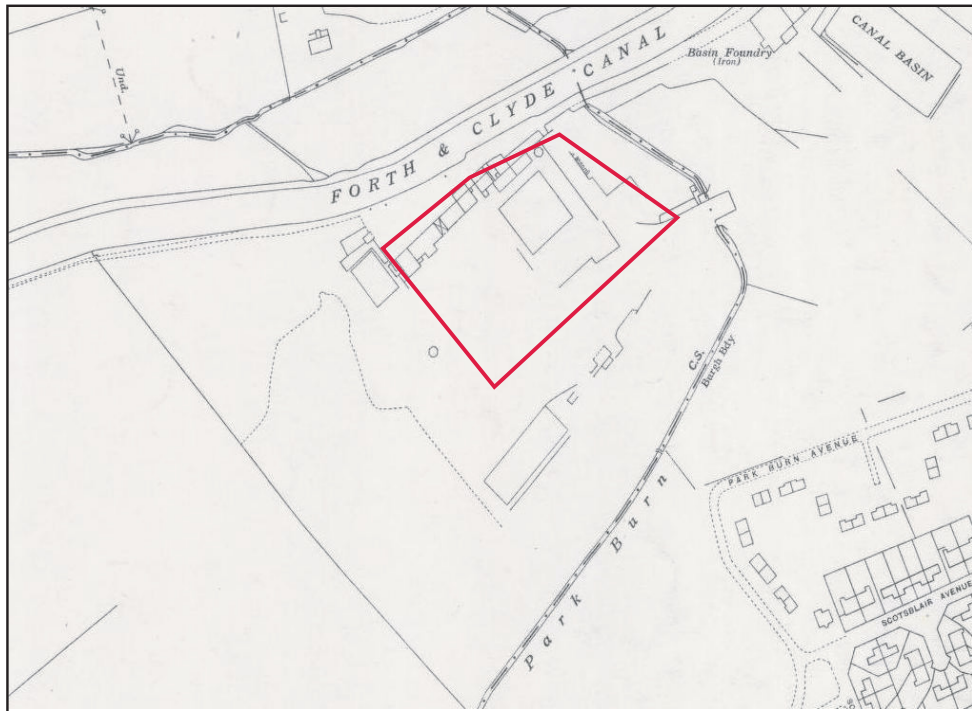 Und.
FORTH & CLYDE CANAL
Basin Foundry
(Iron)
CANAL BASIN
C.S.
Burgh Bdy
PARK BURN AVENUE
Park Burn
SCOTSBLAIR AVENUE